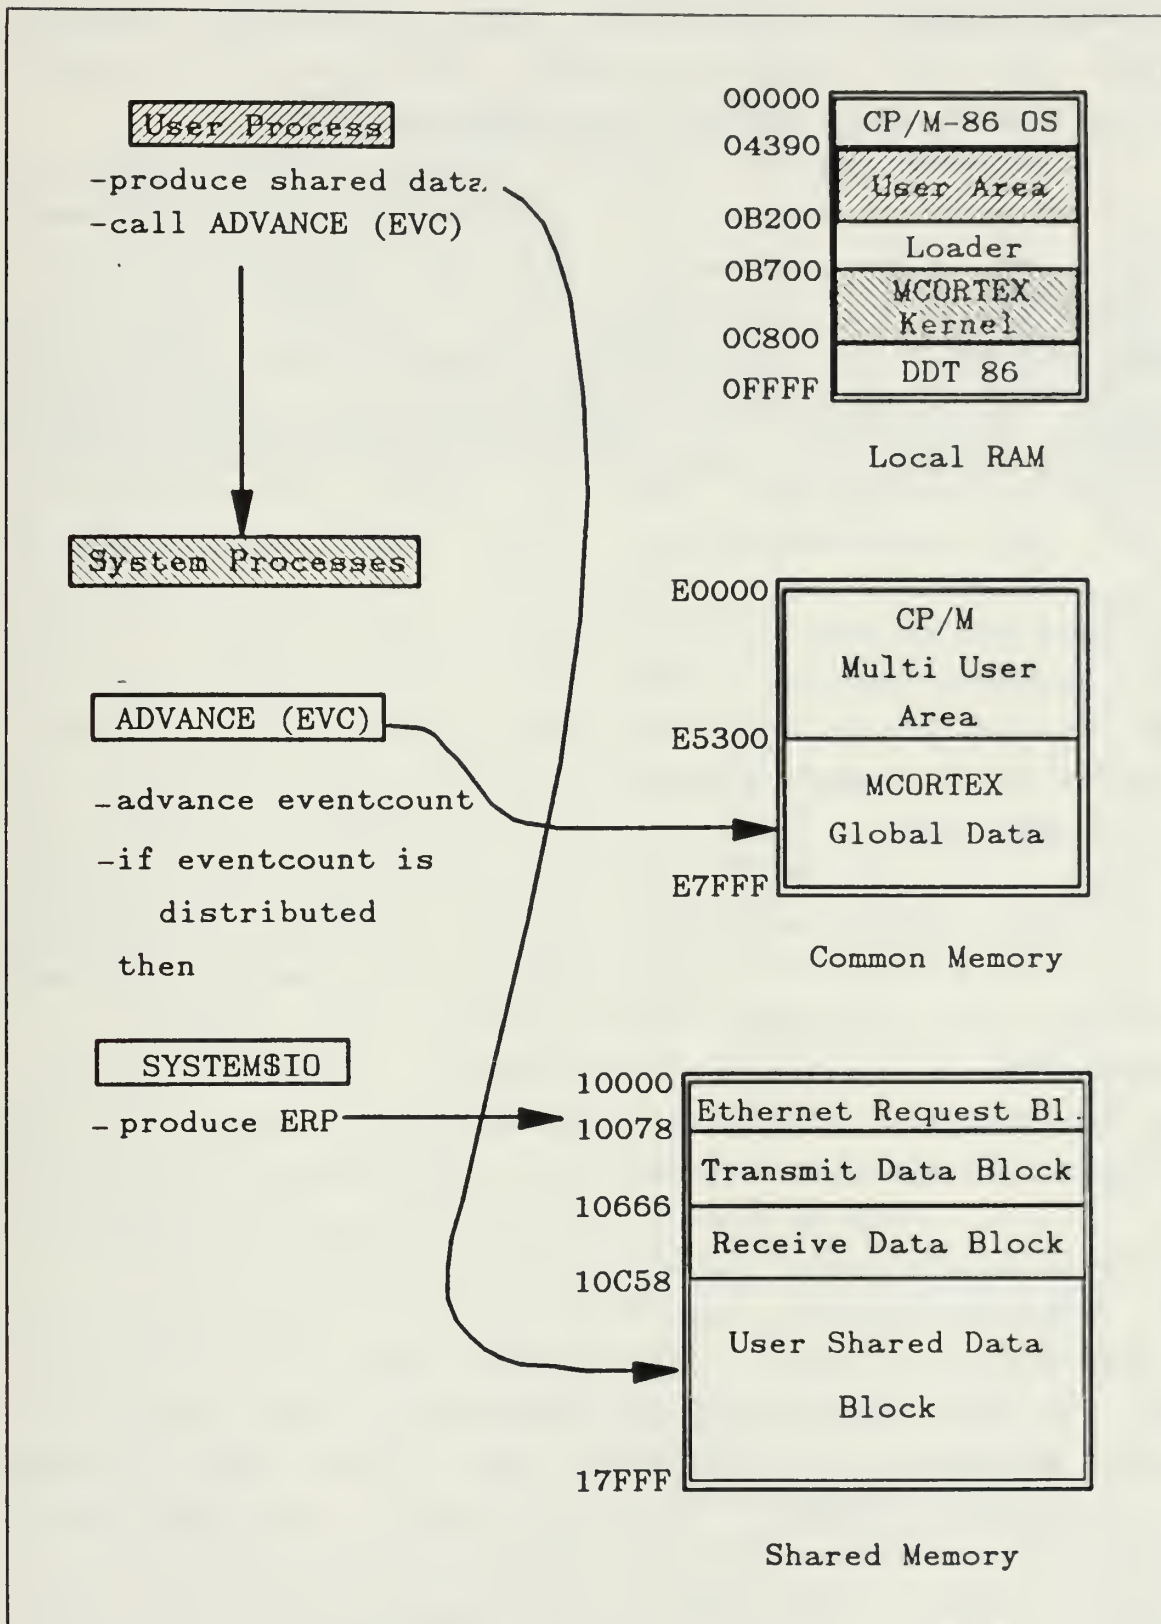 User Process
-produce shared data
-call ADVANCE (EVC)
System Processes
ADVANCE (EVC)
-advance eventcount
-if eventcount is
distributed
then
SYSTEM$IO
- produce ERP
00000
04390
0B200
0B700
0C800
0FFFF
CP/M-86 OS
User Area
Loader
MCORTEX
Kernel
DDT 86
Local RAM
E0000
E5300
E7FFF
CP/M
Multi User
Area
MCORTEX
Global Data
Common Memory
10000
10078
10666
10C58
17FFF
Ethernet Request Bl.
Transmit Data Block
Receive Data Block
User Shared Data
Block
Shared Memory